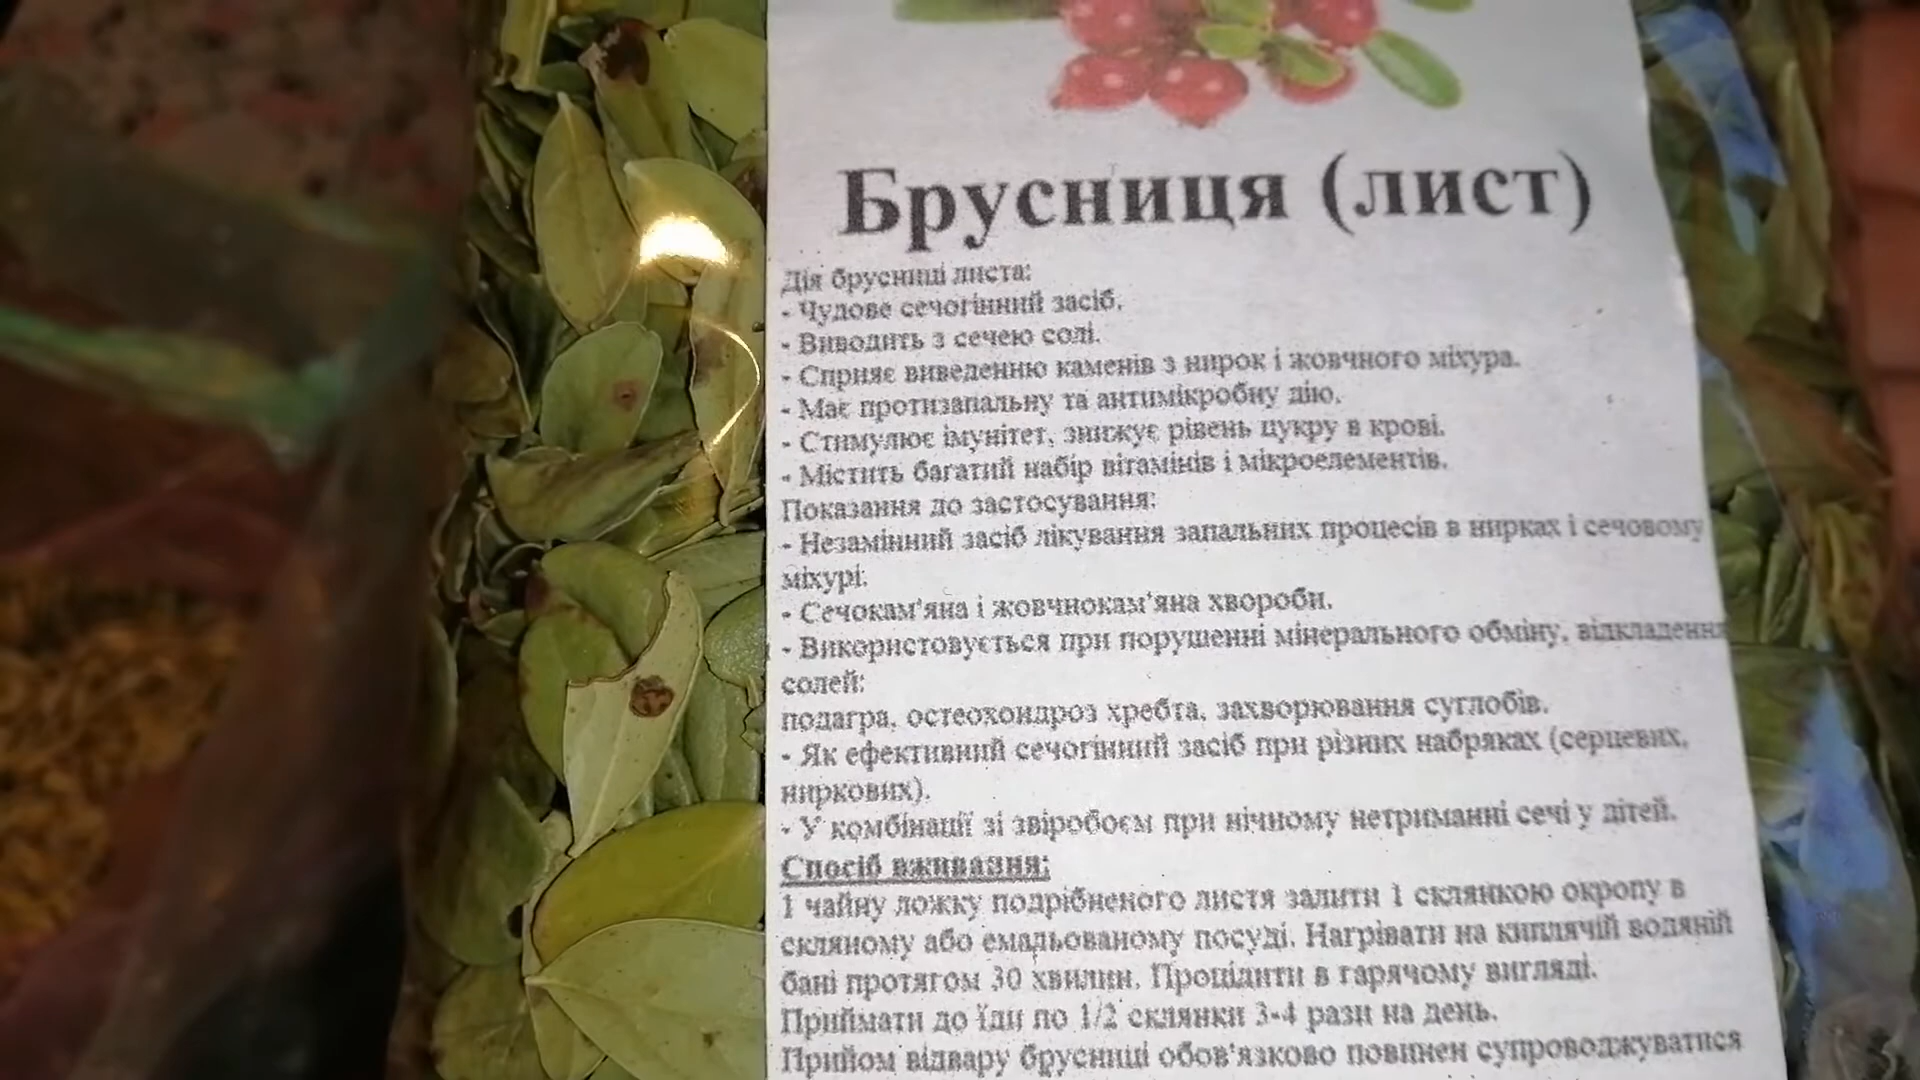 Брусниця (лист)
Дія брусниці листа:
- Чудове сечогінний засіб.
- Виводить з сечею солі.
- Сприяє виведенню каменів з нирок і жовчного міхура.
- Має протизапальну та антимікробну дію.
- Стимулює імунітет, знижує рівень цукру в крові.
- Містить багатий набір вітамінів і мікроелементів.
Показання до застосування:
- Незамінний засіб лікування запальних процесів в нирках і сечовому
міхурі;
- Сечокам'яна і жовчнокам'яна хвороби.
- Використовується при порушенні мінерального обміну, відкладення
солей:
подагра, остеохондроз хребта, захворювання суглобів.
- Як ефективний сечогінний засіб при різних набряках (серцевих,
ниркових).
- У комбінації зі звіробоєм при нічному нетриманні сечі у дітей.
Спосіб вживання:
1 чайну ложку подрібненого листя залити 1 склянкою окропу в
скляному або емальованому посуді. Нагрівати на киплячій водяній
бані протягом 30 хвилин. Процідити в гарячому вигляді.
Приймати до їди по 1/2 склянки 3-4 рази на день.
Прийом відвару брусниці обов'язково повинен супроводжуватися